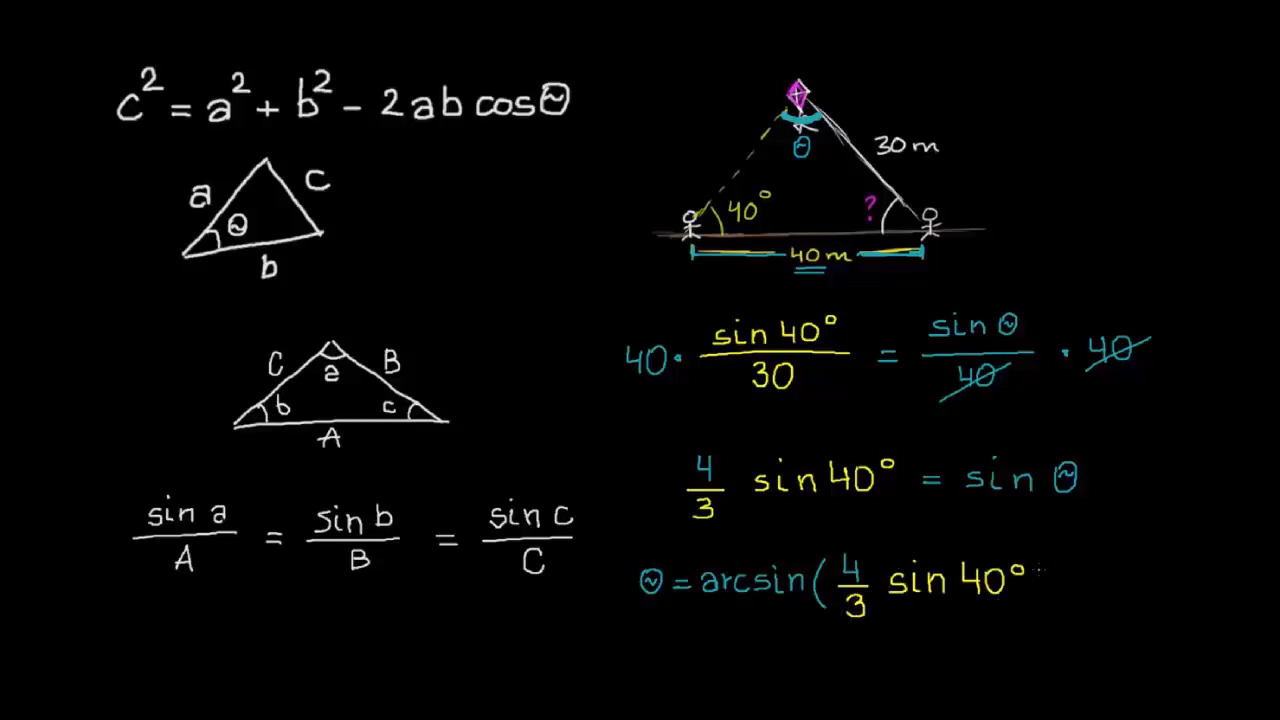 c² = a² + b² - 2ab cosθ
a
c
θ
b
C
B
a
b
c
A
sin a / A = sin b / B = sin c / C
θ
30 m
40°
?
40 m
40 · sin 40° / 30 = sin θ / 40 · 40
4/3 sin 40° = sin θ
θ = arcsin( 4/3 sin 40°